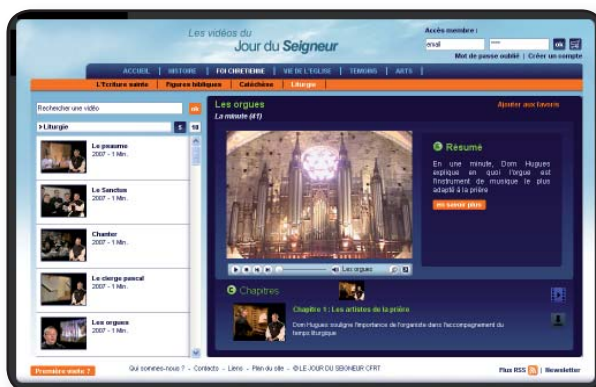 Les vidéos du
Jour du Seigneur
Accès membre :
email
****
ok
Mot de passe oublié | Créer un compte
ACCUEIL | HISTOIRE | FOI CHRETIENNE | VIE DE L'EGLISE | TEMOINS | ARTS |
L'Ecriture sainte | Figures bibliques | Catéchèse | Liturgie |
Rechercher une vidéo
ok
> Liturgie
Le psaume
2007 - 1 Min.
Le Sanctus
2007 - 1 Min.
Chanter
2007 - 1 Min.
Le cierge pascal
2007 - 1 Min.
Les orgues
2007 - 1 Min.
Les orgues
Ajouter aux favoris
La minute (41)
Résumé
En une minute, Dom Hugues
explique en quoi l'orgue est
l'instrument de musique le plus
adapté à la prière
en savoir plus
Les orgues
C Chapitres
Chapitre 1 : Les artistes de la prière
Dom Hugues souligne l'importance de l'organiste dans l'accompagnement du
temps liturgique
Première visite ?
Qui sommes-nous ? - Contacts - Liens - Plan du site - © LE JOUR DU SEIGNEUR CFRT
Flux RSS | Newsletter